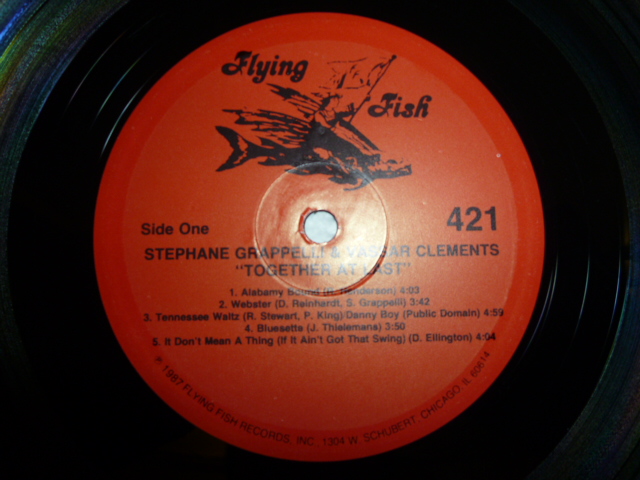 Flying
Fish
Side One
421
STEPHANE GRAPPELLI & VASSAR CLEMENTS
"TOGETHER AT LAST"
1. Alabamy Bound (R. Henderson) 4:03
2. Webster (D. Reinhardt, S. Grappelli) 3:42
3. Tennessee Waltz (R. Stewart, P. King)/Danny Boy (Public Domain) 4:59
4. Bluesette (J. Thielemans) 3:50
5. It Don't Mean A Thing (If It Ain't Got That Swing) (D. Ellington) 4:04
℗ 1987 FLYING FISH RECORDS, INC., 1304 W. SCHUBERT, CHICAGO, IL 60614